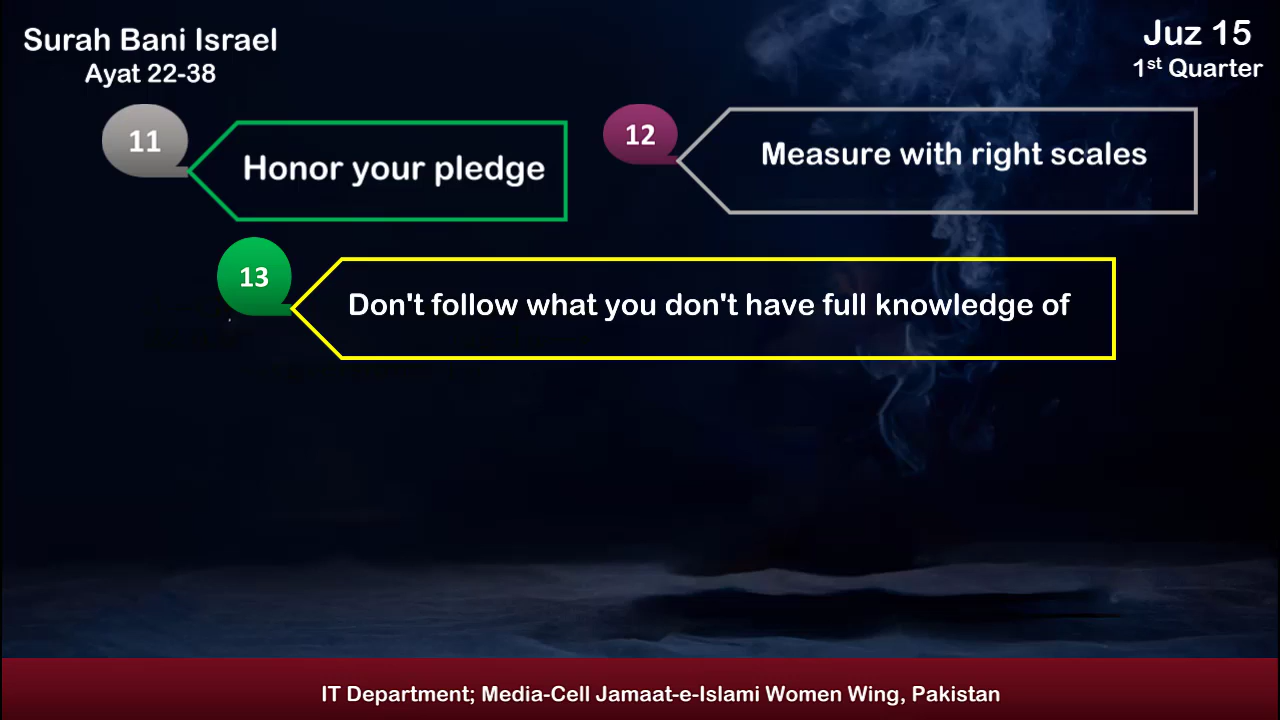 Surah Bani Israel
Ayat 22-38
Juz 15
1st Quarter
11
Honor your pledge
12
Measure with right scales
13
Don't follow what you don't have full knowledge of
IT Department; Media-Cell Jamaat-e-Islami Women Wing, Pakistan